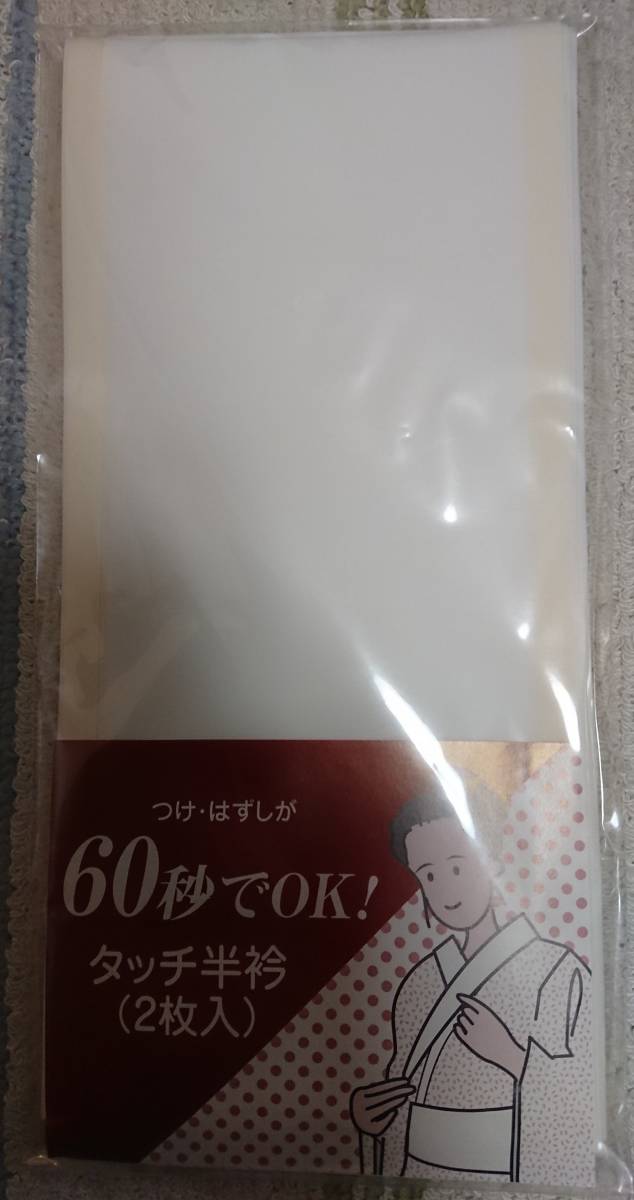 つけ・はずしが
60秒でOK!
タッチ半衿
(2枚入)